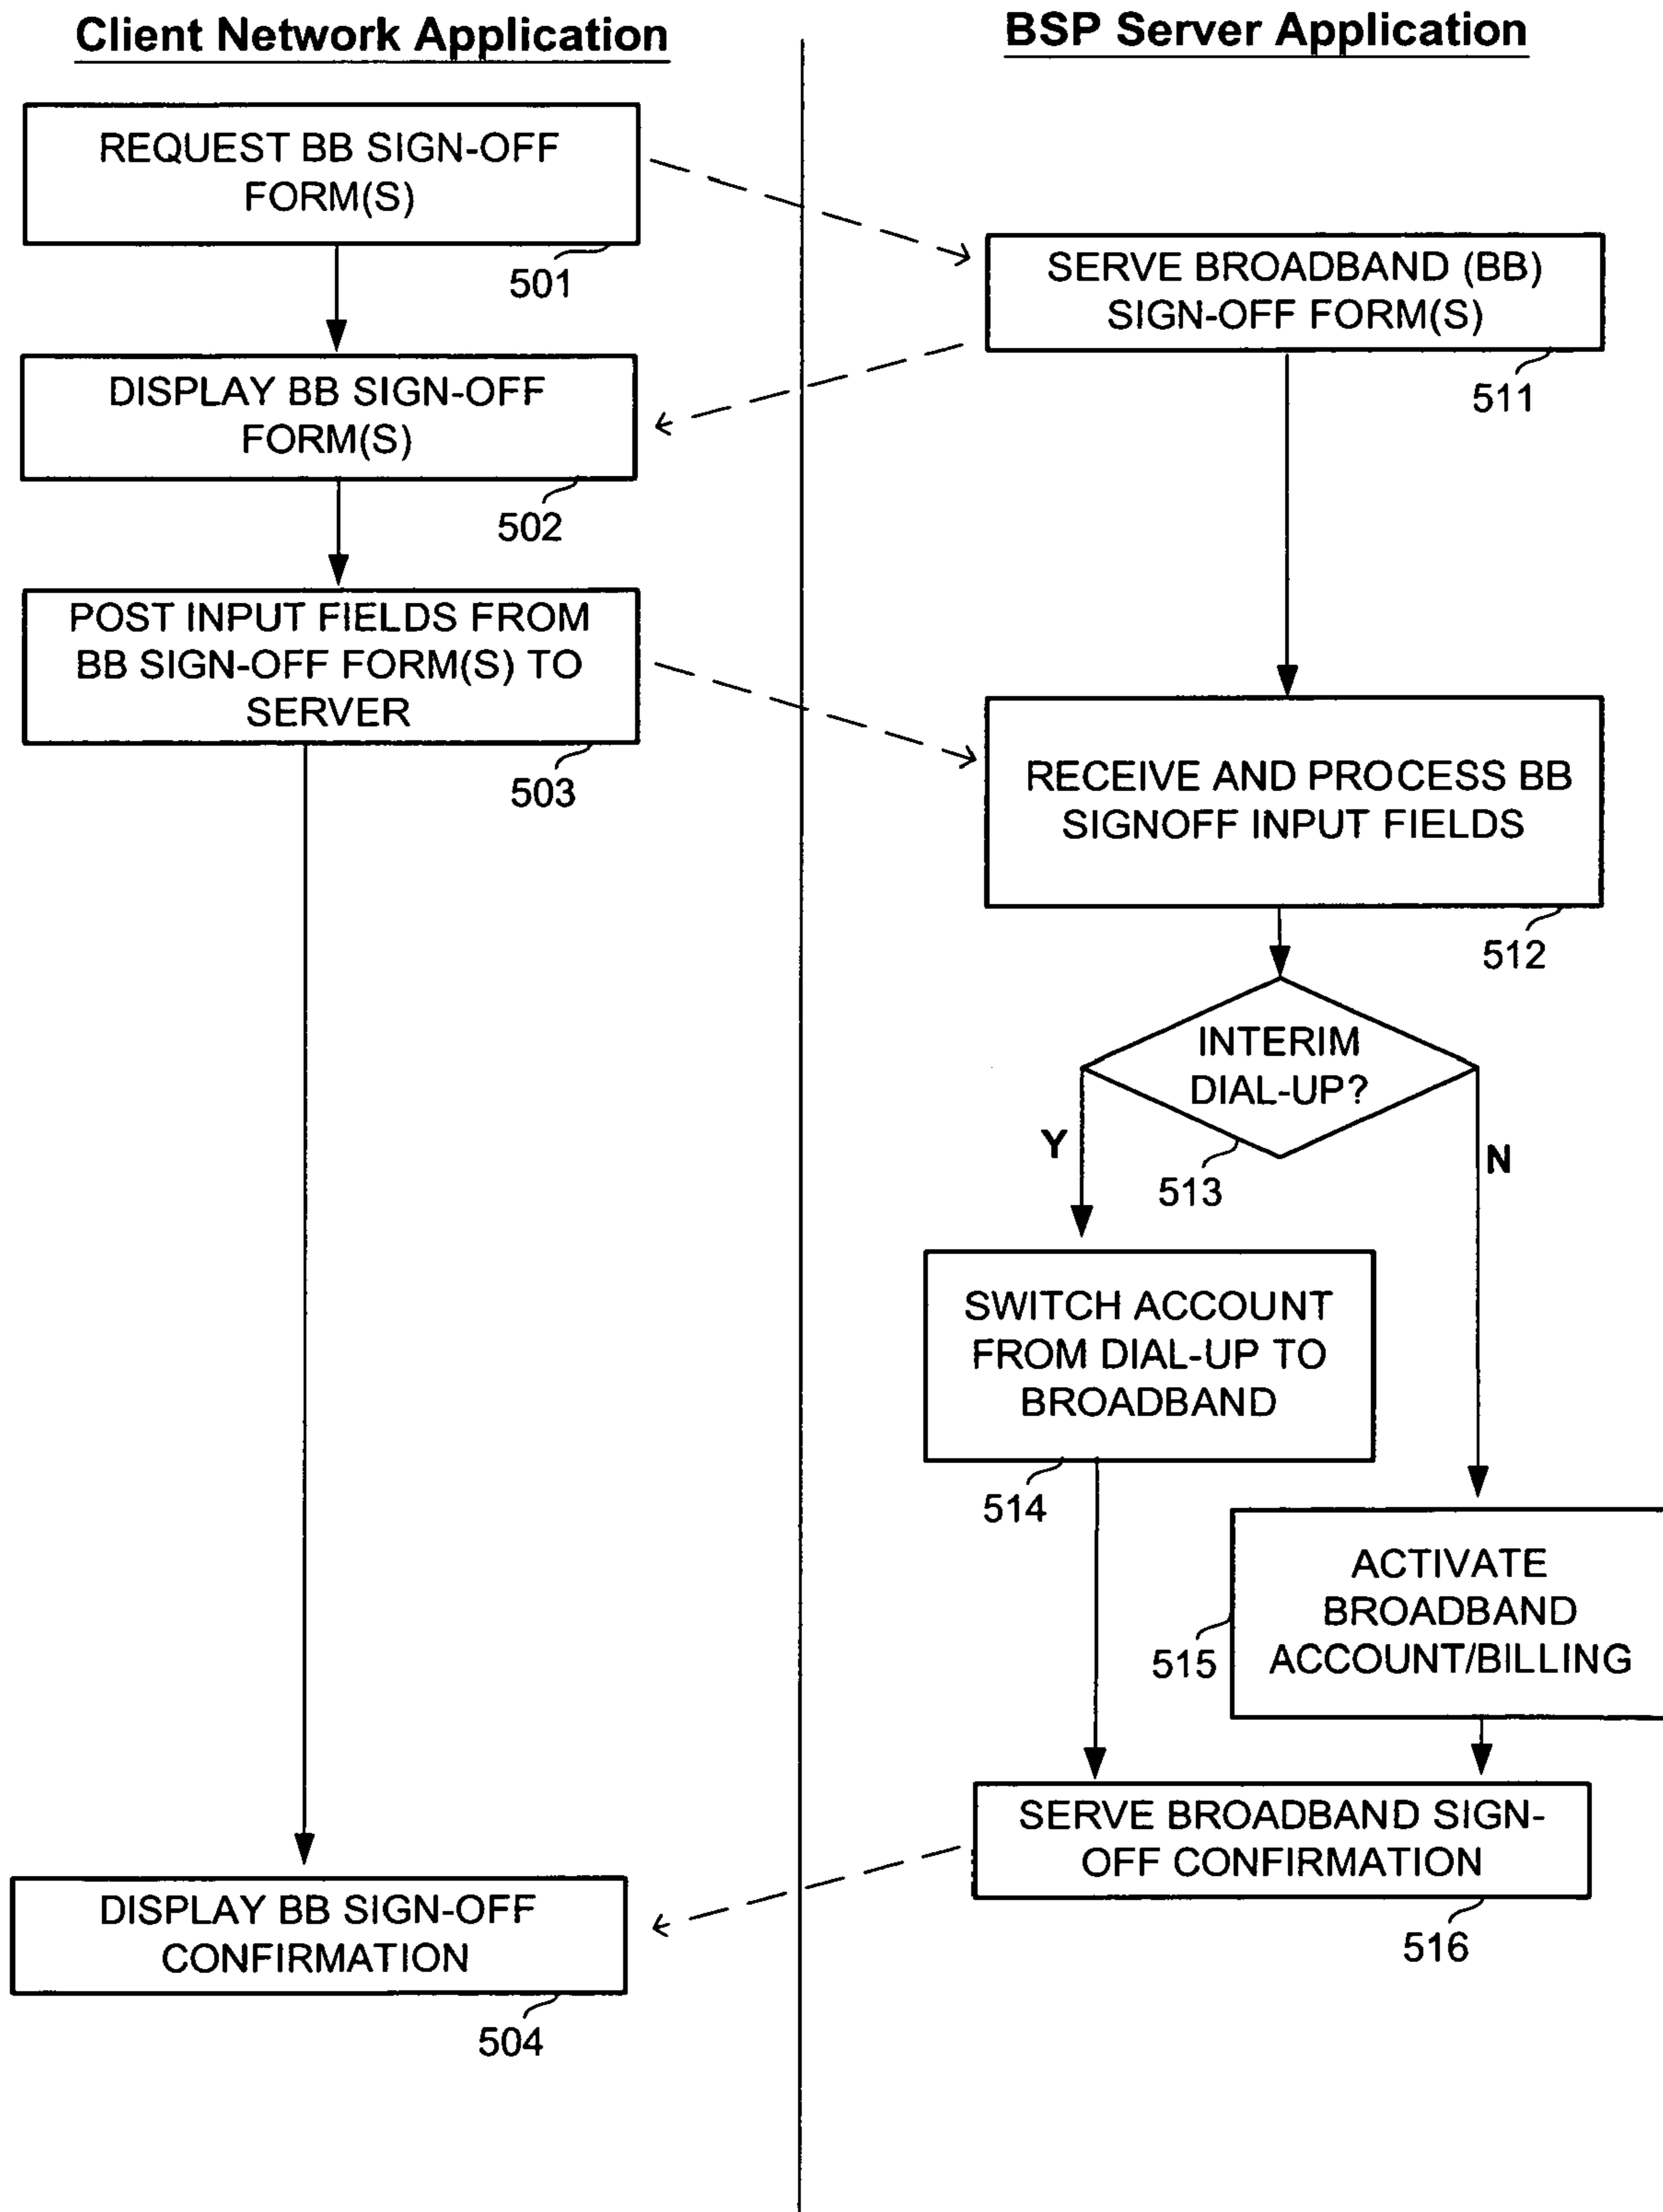 Client Network Application
BSP Server Application
REQUEST BB SIGN-OFF
FORM(S)
501
SERVE BROADBAND (BB)
SIGN-OFF FORM(S)
511
DISPLAY BB SIGN-OFF
FORM(S)
502
POST INPUT FIELDS FROM
BB SIGN-OFF FORM(S) TO
SERVER
503
RECEIVE AND PROCESS BB
SIGNOFF INPUT FIELDS
512
INTERIM
DIAL-UP?
Y
N
513
SWITCH ACCOUNT
FROM DIAL-UP TO
BROADBAND
514
ACTIVATE
BROADBAND
ACCOUNT/BILLING
515
SERVE BROADBAND SIGN-
OFF CONFIRMATION
516
DISPLAY BB SIGN-OFF
CONFIRMATION
504